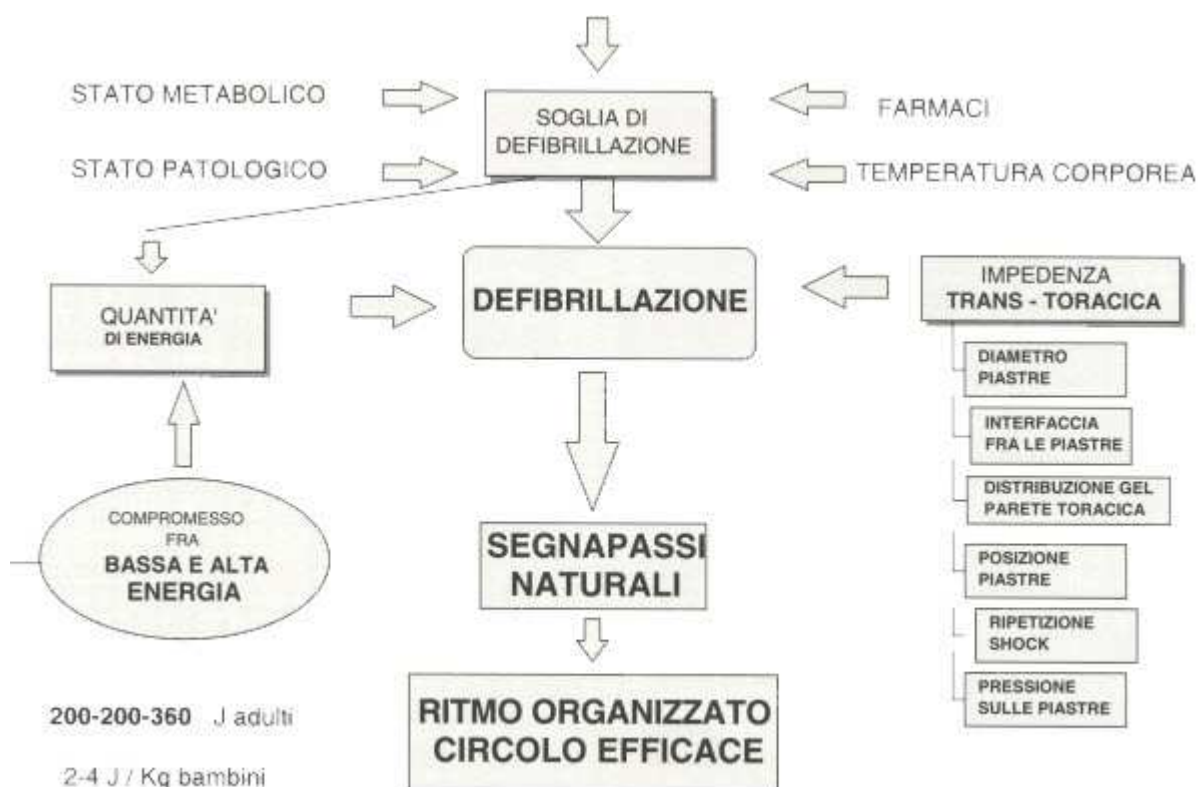 STATO METABOLICO
STATO PATOLOGICO
SOGLIA DI
DEFIBRILLAZIONE
FARMACI
TEMPERATURA CORPOREA
QUANTITA'
DI ENERGIA
DEFIBRILLAZIONE
IMPEDENZA
TRANS - TORACICA
DIAMETRO
PIASTRE
INTERFACCIA
FRA LE PIASTRE
DISTRIBUZIONE GEL
PARETE TORACICA
POSIZIONE
PIASTRE
RIPETIZIONE
SHOCK
PRESSIONE
SULLE PIASTRE
COMPROMESSO
FRA
BASSA E ALTA
ENERGIA
SEGNAPASSI
NATURALI
RITMO ORGANIZZATO
CIRCOLO EFFICACE
200-200-360 J adulti
2-4 J / Kg bambini